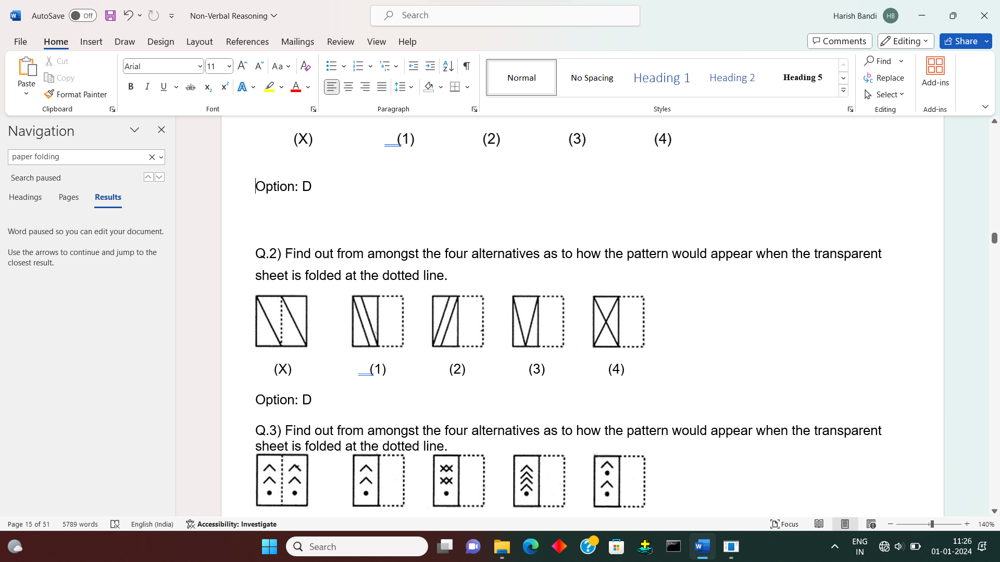 AutoSave Off Non-Verbal Reasoning Search Harish Bandi HB
File Home Insert Draw Design Layout References Mailings Review View Help Comments Editing Share
Paste Cut Copy Format Painter
Clipboard
Arial 11
Font
Paragraph
Normal No Spacing Heading 1 Heading 2 Heading 5
Styles
Find
Replace
Select
Editing
Add-ins
Add-ins
Navigation
paper folding
Search paused
Headings Pages Results
Word paused so you can edit your document.
Use the arrows to continue and jump to the
closest result.
(X) (1) (2) (3) (4)
Option: D
Q.2) Find out from amongst the four alternatives as to how the pattern would appear when the transparent
sheet is folded at the dotted line.
(X) (1) (2) (3) (4)
Option: D
Q.3) Find out from amongst the four alternatives as to how the pattern would appear when the transparent
sheet is folded at the dotted line.
Page 15 of 51 5789 words English (India) Accessibility: Investigate Focus 140%
Search ENG
IN
11:26
01-01-2024